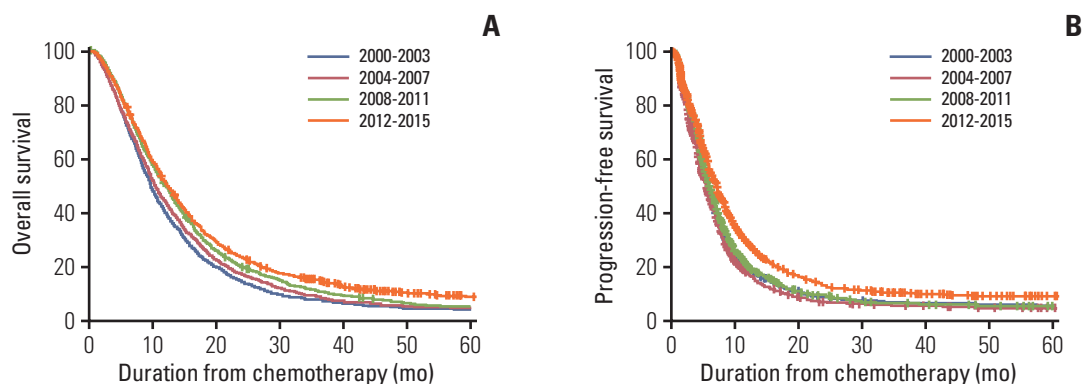 A
Overall survival
100
80
60
40
20
0
2000-2003
2004-2007
2008-2011
2012-2015
0 10 20 30 40 50 60
Duration from chemotherapy (mo)
B
Progression-free survival
100
80
60
40
20
0
2000-2003
2004-2007
2008-2011
2012-2015
0 10 20 30 40 50 60
Duration from chemotherapy (mo)